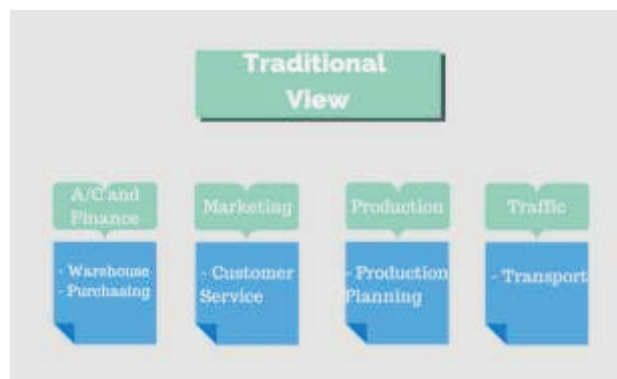 Traditional
View
A/C and
Finance
Marketing
Production
Traffic
- Warehouse
- Purchasing
- Customer
Service
- Production
Planning
- Transport